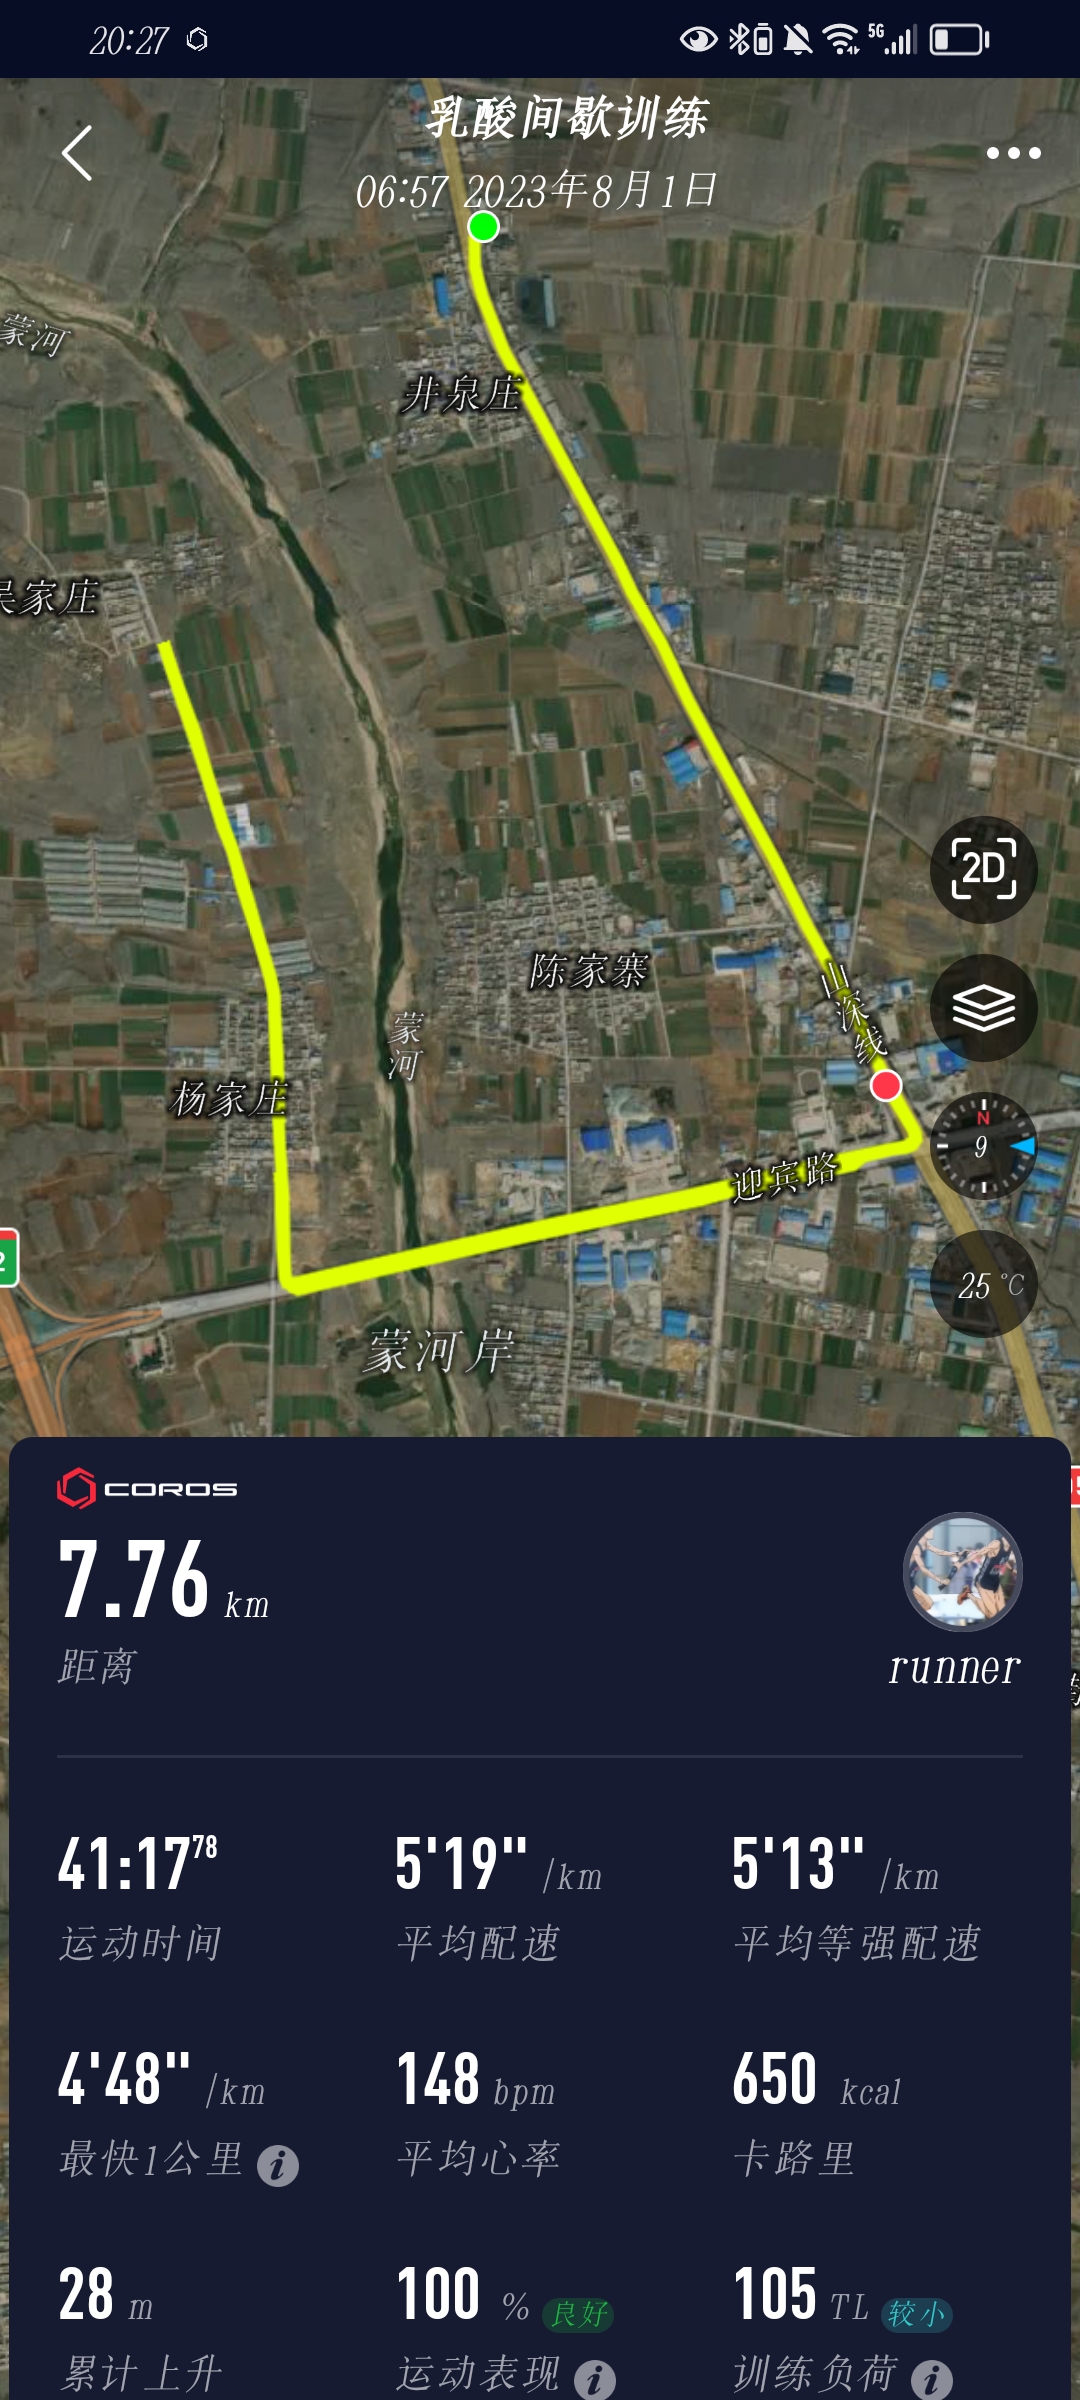 20:27
5G
乳酸间歇训练
06:57 2023年8月1日
蒙河
井泉庄
吴家庄
2D
陈家寨
山深线
蒙河
N
9
杨家庄
迎宾路
2
25 °C
蒙河岸
COROS
7.76 km
距离
runner
41:17 78
5'19" /km
5'13" /km
运动时间
平均配速
平均等强配速
4'48" /km
148 bpm
650 kcal
最快1公里 i
平均心率
卡路里
28 m
100 % 良好
105 TL 较小
累计上升
运动表现 i
训练负荷 i